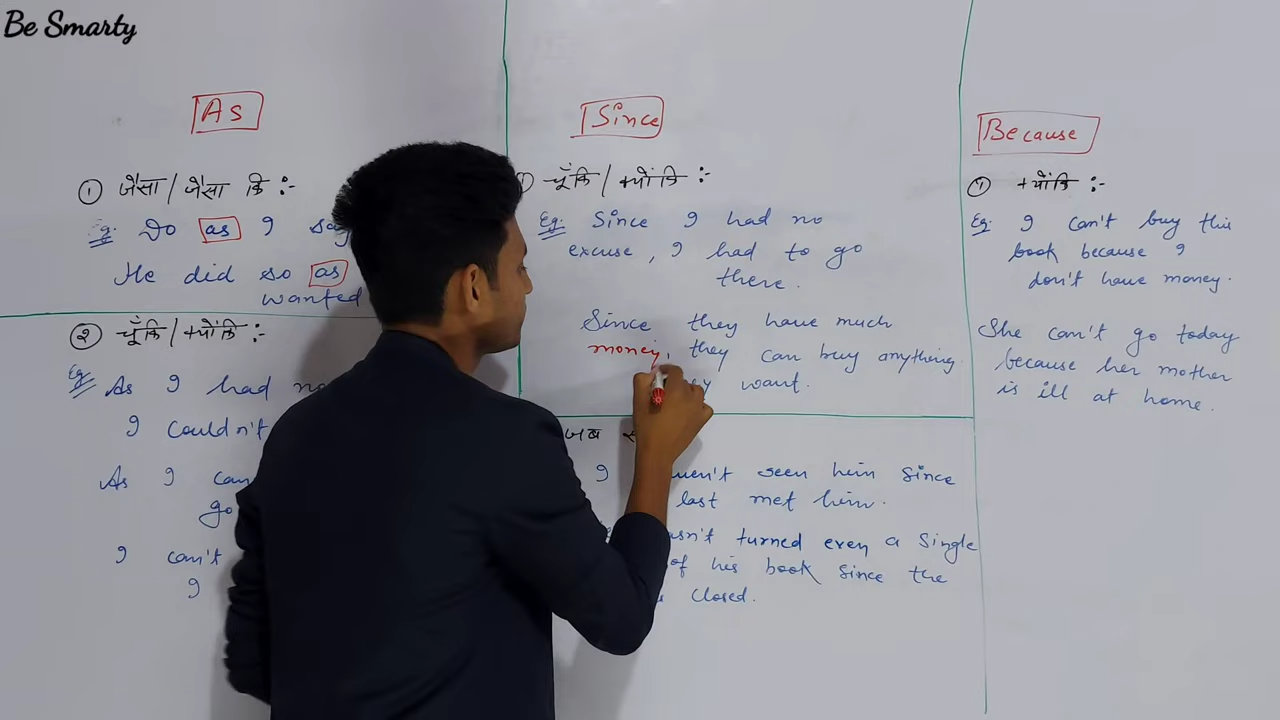 Be Smarty
As
① जैसा / जैसा कि :-
Eg: Do as I say
He did so as
wanted
② चूँकि / क्योंकि :-
Eg As I had no
I couldn't
As I can
go
I can't
I
Since
चूँकि / क्योंकि :-
Eg: Since I had no
excuse, I had to go
there.
Since they have much
money, they can buy anything
want.
जब
I haven't seen him since
last met him.
hasn't turned even a single
of his book since the
closed.
Because
① क्योंकि :-
Eg: I can't buy this
book because I
don't have money.
She can't go today
because her mother
is ill at home.